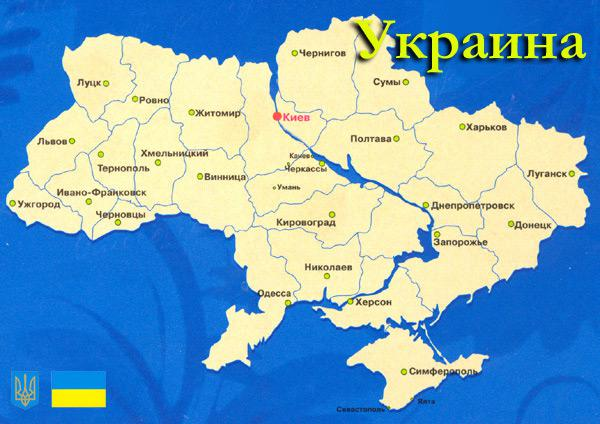 Украина
Чернигов
Сумы
Луцк
Ровно
Житомир
Киев
Харьков
Полтава
Львов
Тернополь
Хмельницкий
Канев
Черкассы
Винница
Умань
Луганск
Ивано-Франковск
Ужгород
Черновцы
Кировоград
Днепропетровск
Донецк
Запорожье
Николаев
Одесса
Херсон
Симферополь
Ялта
Севастополь